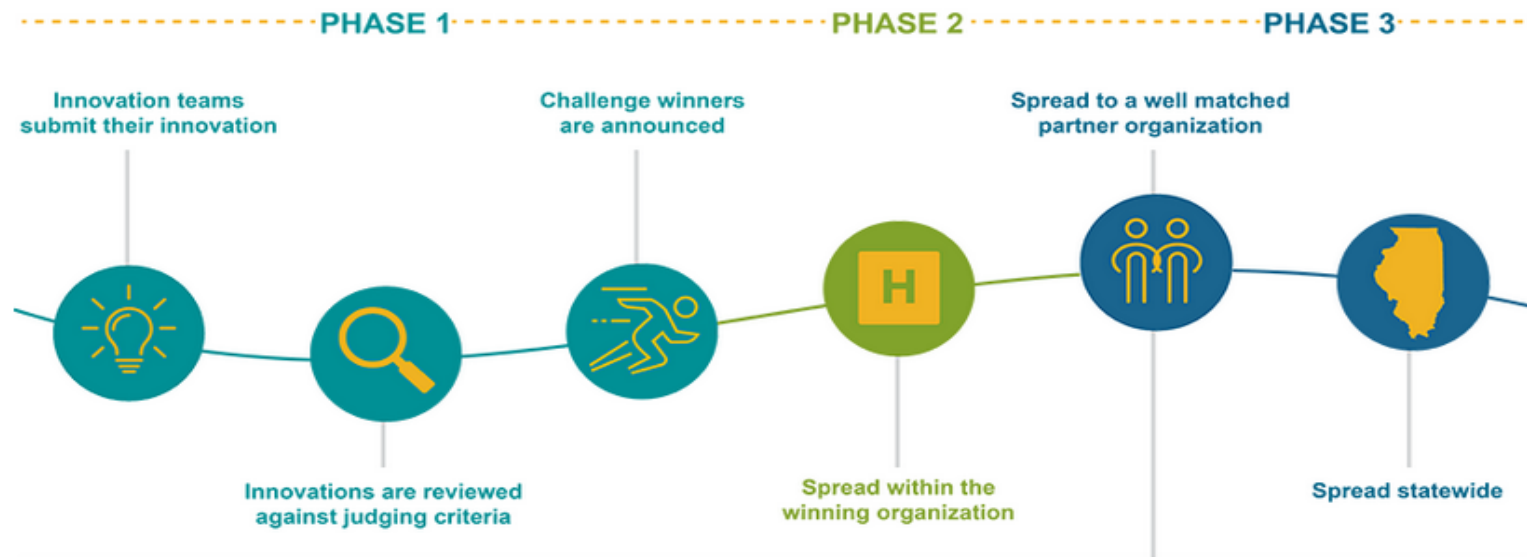 PHASE 1
PHASE 2
PHASE 3
Innovation teams
submit their innovation
Innovations are reviewed
against judging criteria
Challenge winners
are announced
H
Spread within the
winning organization
Spread to a well matched
partner organization
Spread statewide